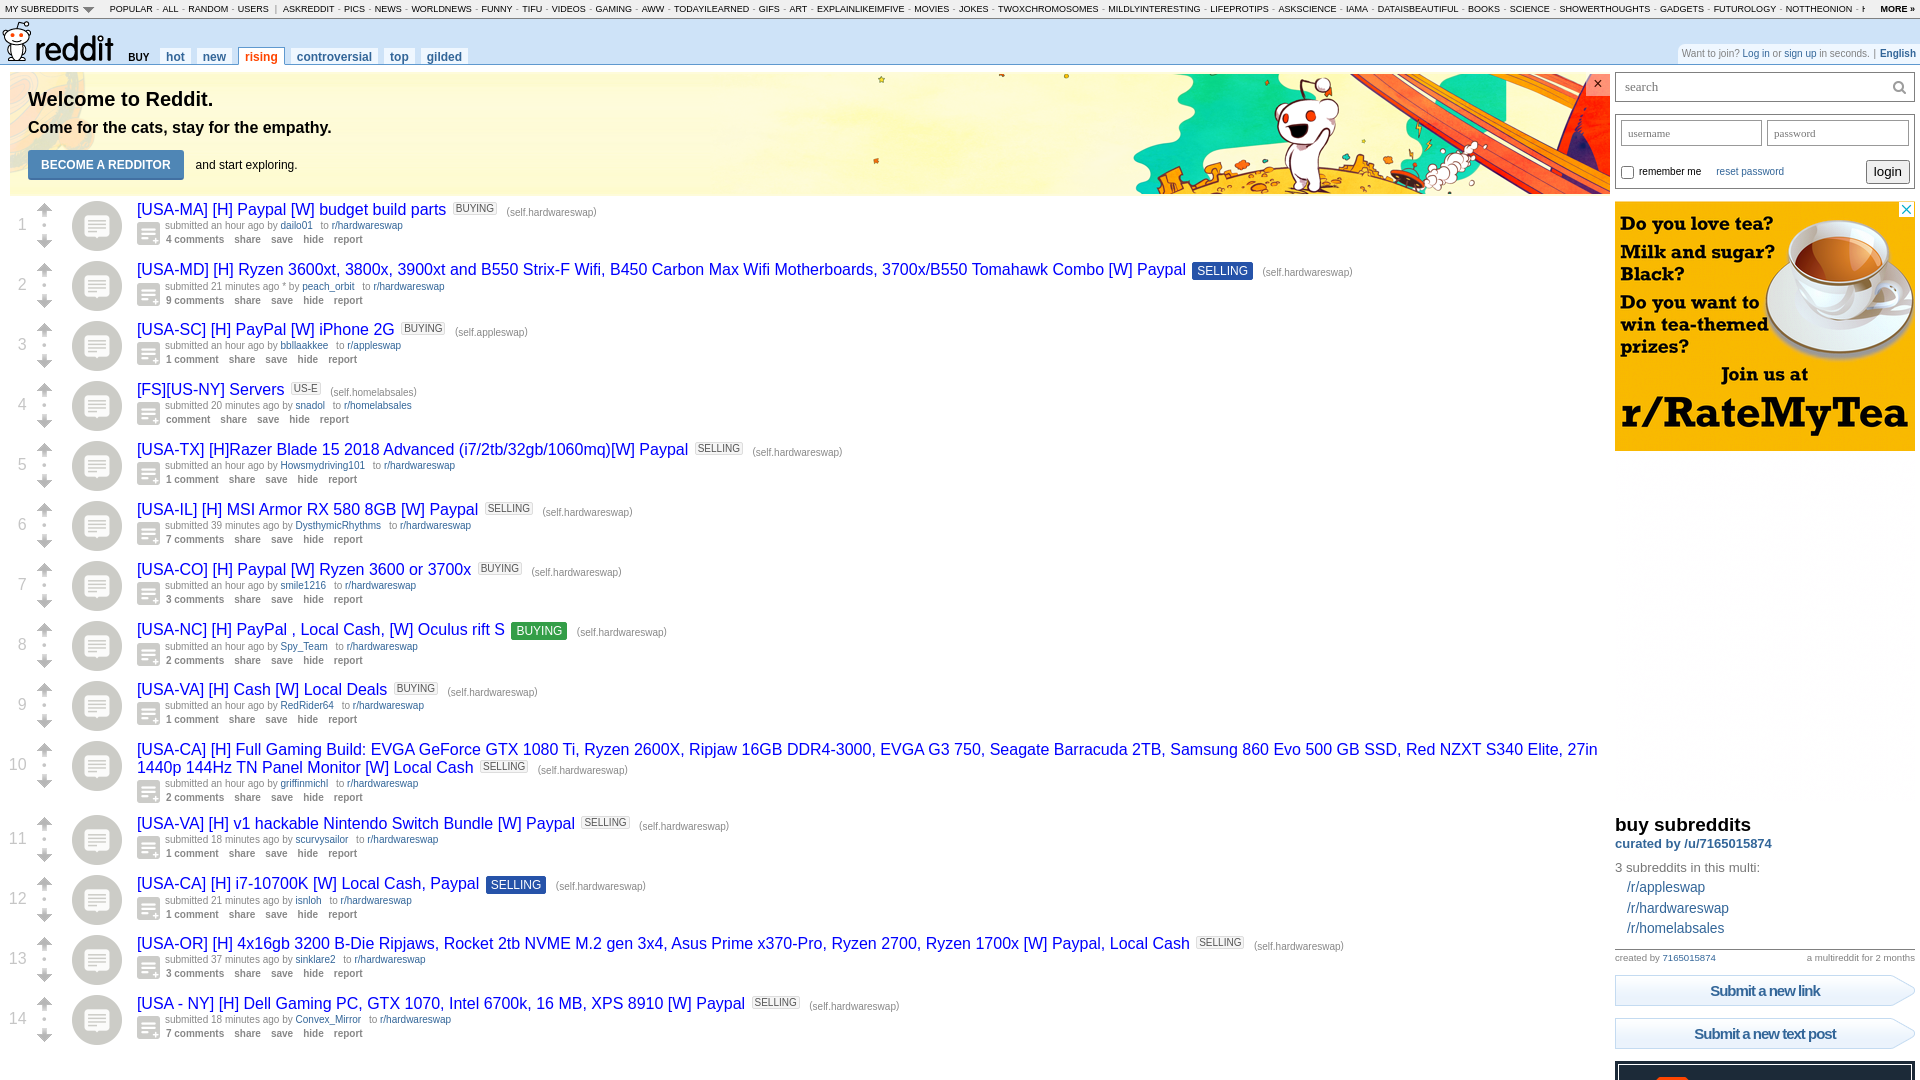 MY SUBREDDITS POPULAR - ALL - RANDOM - USERS | ASKREDDIT - PICS - NEWS - WORLDNEWS - FUNNY - TIFU - VIDEOS - GAMING - AWW - TODAYILEARNED - GIFS - ART - EXPLAINLIKEIMFIVE - MOVIES - JOKES - TWOXCHROMOSOMES - MILDLYINTERESTING - LIFEPROTIPS - ASKSCIENCE - IAMA - DATAISBEAUTIFUL - BOOKS - SCIENCE - SHOWERTHOUGHTS - GADGETS - FUTUROLOGY - NOTTHEONION - MORE »
reddit BUY hot new rising controversial top gilded
Want to join? Log in or sign up in seconds. | English
Welcome to Reddit.
Come for the cats, stay for the empathy.
BECOME A REDDITOR and start exploring.
×
search
username password
remember me reset password login
1
[USA-MA] [H] Paypal [W] budget build parts BUYING (self.hardwareswap)
submitted an hour ago by dailo01 to r/hardwareswap
4 comments share save hide report
2
[USA-MD] [H] Ryzen 3600xt, 3800x, 3900xt and B550 Strix-F Wifi, B450 Carbon Max Wifi Motherboards, 3700x/B550 Tomahawk Combo [W] Paypal SELLING (self.hardwareswap)
submitted 21 minutes ago * by peach_orbit to r/hardwareswap
9 comments share save hide report
3
[USA-SC] [H] PayPal [W] iPhone 2G BUYING (self.appleswap)
submitted an hour ago by bbllaakkee to r/appleswap
1 comment share save hide report
4
[FS][US-NY] Servers US-E (self.homelabsales)
submitted 20 minutes ago by snadol to r/homelabsales
comment share save hide report
5
[USA-TX] [H]Razer Blade 15 2018 Advanced (i7/2tb/32gb/1060mq)[W] Paypal SELLING (self.hardwareswap)
submitted an hour ago by Howsmydriving101 to r/hardwareswap
1 comment share save hide report
6
[USA-IL] [H] MSI Armor RX 580 8GB [W] Paypal SELLING (self.hardwareswap)
submitted 39 minutes ago by DysthymicRhythms to r/hardwareswap
7 comments share save hide report
7
[USA-CO] [H] Paypal [W] Ryzen 3600 or 3700x BUYING (self.hardwareswap)
submitted an hour ago by smile1216 to r/hardwareswap
3 comments share save hide report
8
[USA-NC] [H] PayPal , Local Cash, [W] Oculus rift S BUYING (self.hardwareswap)
submitted an hour ago by Spy_Team to r/hardwareswap
2 comments share save hide report
9
[USA-VA] [H] Cash [W] Local Deals BUYING (self.hardwareswap)
submitted an hour ago by RedRider64 to r/hardwareswap
1 comment share save hide report
10
[USA-CA] [H] Full Gaming Build: EVGA GeForce GTX 1080 Ti, Ryzen 2600X, Ripjaw 16GB DDR4-3000, EVGA G3 750, Seagate Barracuda 2TB, Samsung 860 Evo 500 GB SSD, Red NZXT S340 Elite, 27in
1440p 144Hz TN Panel Monitor [W] Local Cash SELLING (self.hardwareswap)
submitted an hour ago by griffinmichl to r/hardwareswap
2 comments share save hide report
11
[USA-VA] [H] v1 hackable Nintendo Switch Bundle [W] Paypal SELLING (self.hardwareswap)
submitted 18 minutes ago by scurvysailor to r/hardwareswap
1 comment share save hide report
12
[USA-CA] [H] i7-10700K [W] Local Cash, Paypal SELLING (self.hardwareswap)
submitted 21 minutes ago by isnloh to r/hardwareswap
1 comment share save hide report
13
[USA-OR] [H] 4x16gb 3200 B-Die Ripjaws, Rocket 2tb NVME M.2 gen 3x4, Asus Prime x370-Pro, Ryzen 2700, Ryzen 1700x [W] Paypal, Local Cash SELLING (self.hardwareswap)
submitted 37 minutes ago by sinklare2 to r/hardwareswap
3 comments share save hide report
14
[USA - NY] [H] Dell Gaming PC, GTX 1070, Intel 6700k, 16 MB, XPS 8910 [W] Paypal SELLING (self.hardwareswap)
submitted 18 minutes ago by Convex_Mirror to r/hardwareswap
7 comments share save hide report
Do you love tea?
Milk and sugar?
Black?
Do you want to
win tea-themed
prizes?
Join us at
r/RateMyTea
buy subreddits
curated by /u/7165015874
3 subreddits in this multi:
/r/appleswap
/r/hardwareswap
/r/homelabsales
created by 7165015874 a multireddit for 2 months
Submit a new link
Submit a new text post